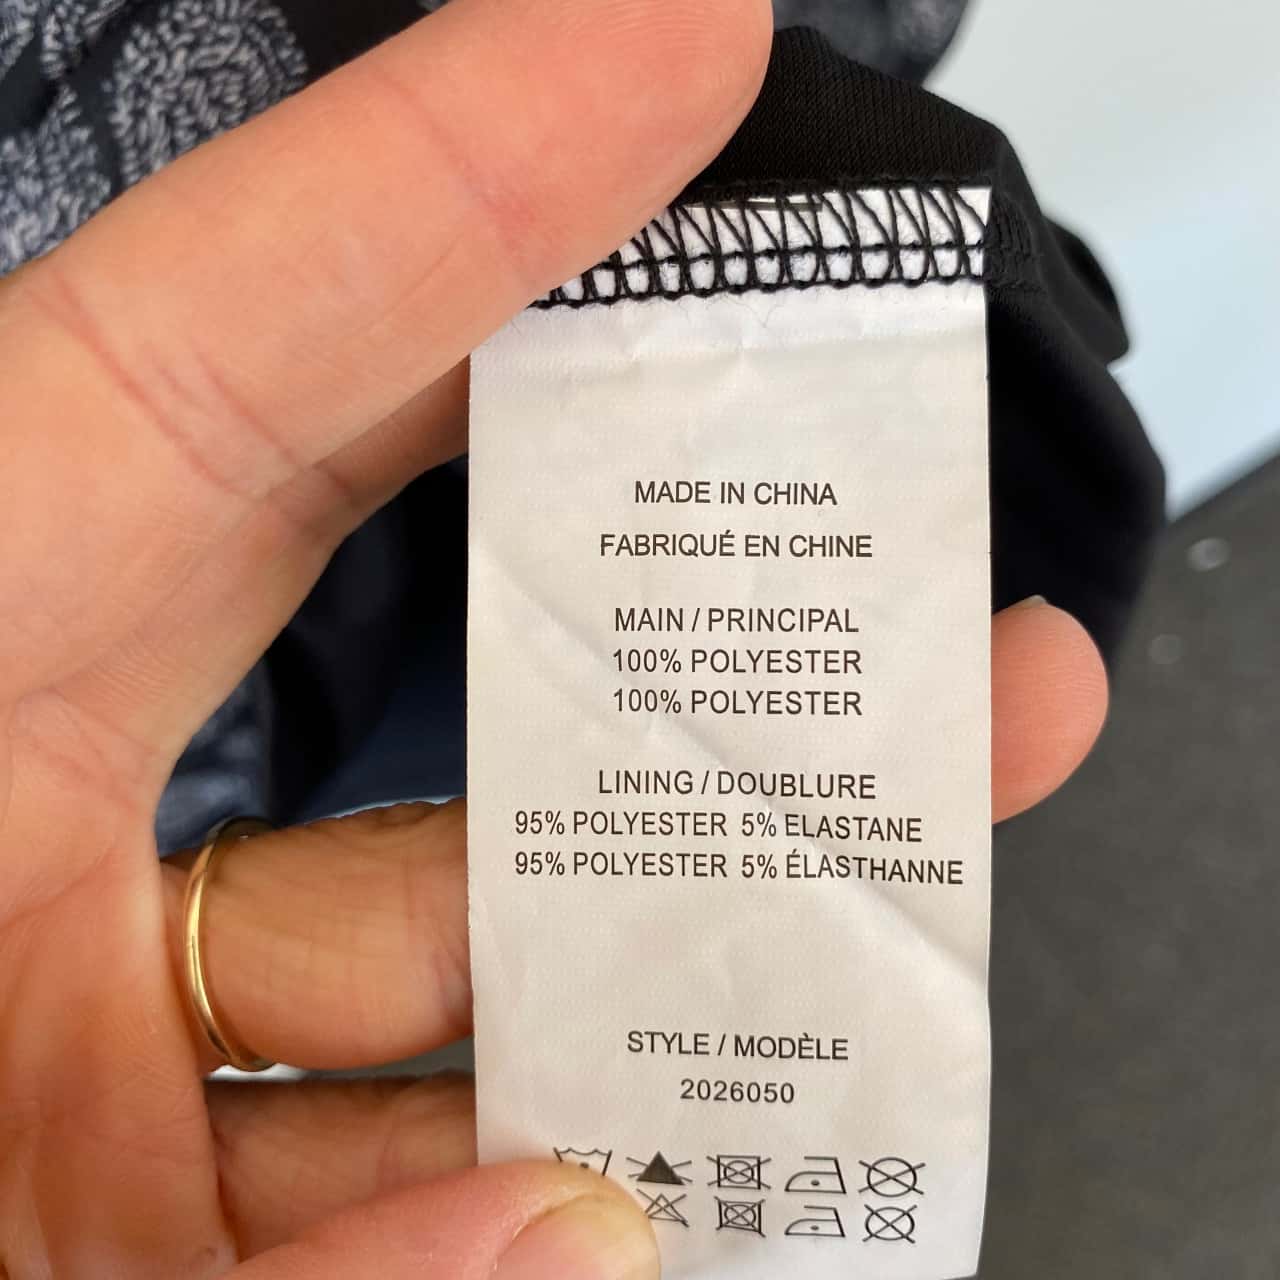 MADE IN CHINA
FABRIQUÉ EN CHINE
MAIN / PRINCIPAL
100% POLYESTER
100% POLYESTER
LINING / DOUBLURE
95% POLYESTER 5% ELASTANE
95% POLYESTER 5% ÉLASTHANNE
STYLE / MODÈLE
2026050